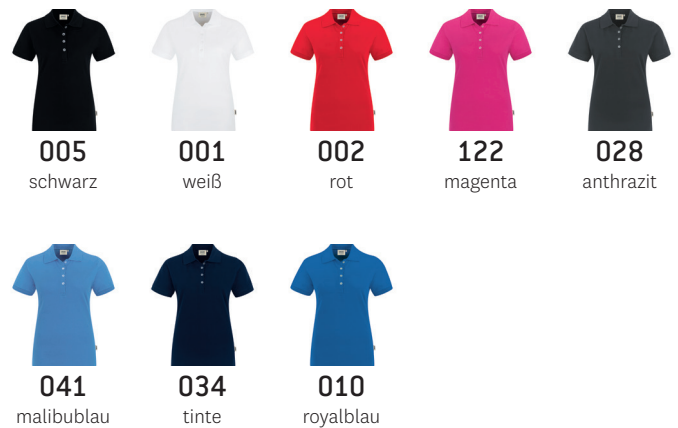 005 001 002 122 028
schwarz weiß rot magenta anthrazit
041 034 010
malibublau tinte royalblau